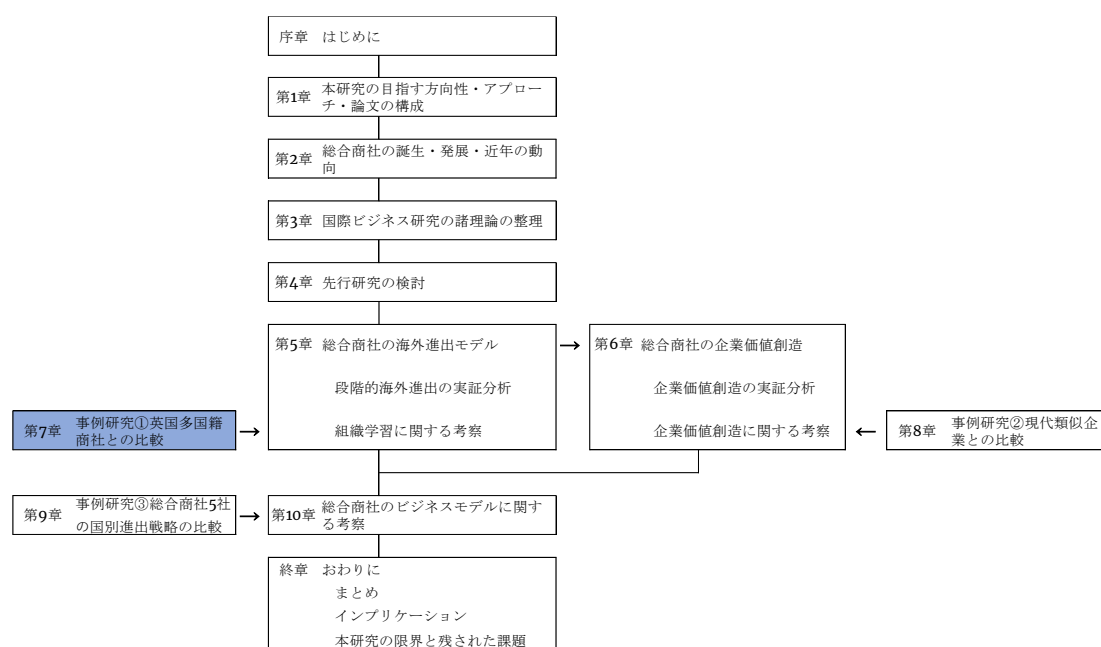 序章 はじめに
第1章 本研究の目指す方向性・アプロー
チ・論文の構成
第2章 総合商社の誕生・発展・近年の動
向
第3章 国際ビジネス研究の諸理論の整理
第4章 先行研究の検討
第5章 総合商社の海外進出モデル
段階的海外進出の実証分析
組織学習に関する考察
→
第6章 総合商社の企業価値創造
企業価値創造の実証分析
企業価値創造に関する考察
第7章 事例研究①英国多国籍
商社との比較
→
←
第8章 事例研究②現代類似企
業との比較
第9章 事例研究③総合商社5社
の国別進出戦略の比較
→
第10章 総合商社のビジネスモデルに関す
る考察
終章 おわりに
まとめ
インプリケーション
本研究の限界と残された課題